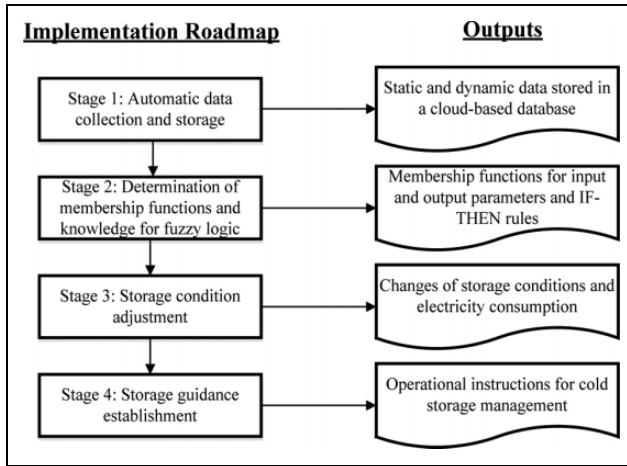 Implementation Roadmap
Outputs
Stage 1: Automatic data
collection and storage
Static and dynamic data stored in
a cloud-based database
Stage 2: Determination of
membership functions and
knowledge for fuzzy logic
Membership functions for input
and output parameters and IF-
THEN rules
Stage 3: Storage condition
adjustment
Changes of storage conditions and
electricity consumption
Stage 4: Storage guidance
establishment
Operational instructions for cold
storage management